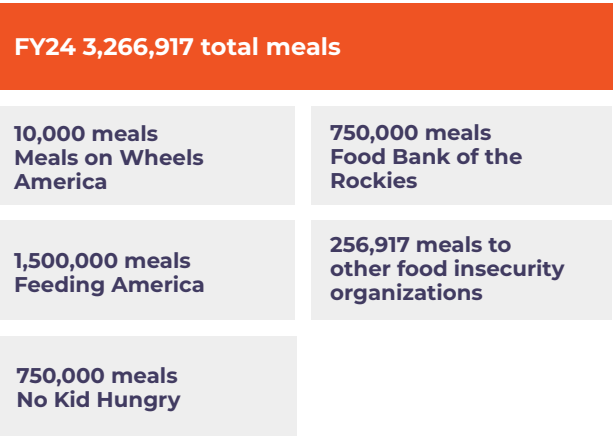 FY24 3,266,917 total meals
10,000 meals
Meals on Wheels
America
750,000 meals
Food Bank of the
Rockies
1,500,000 meals
Feeding America
256,917 meals to
other food insecurity
organizations
750,000 meals
No Kid Hungry